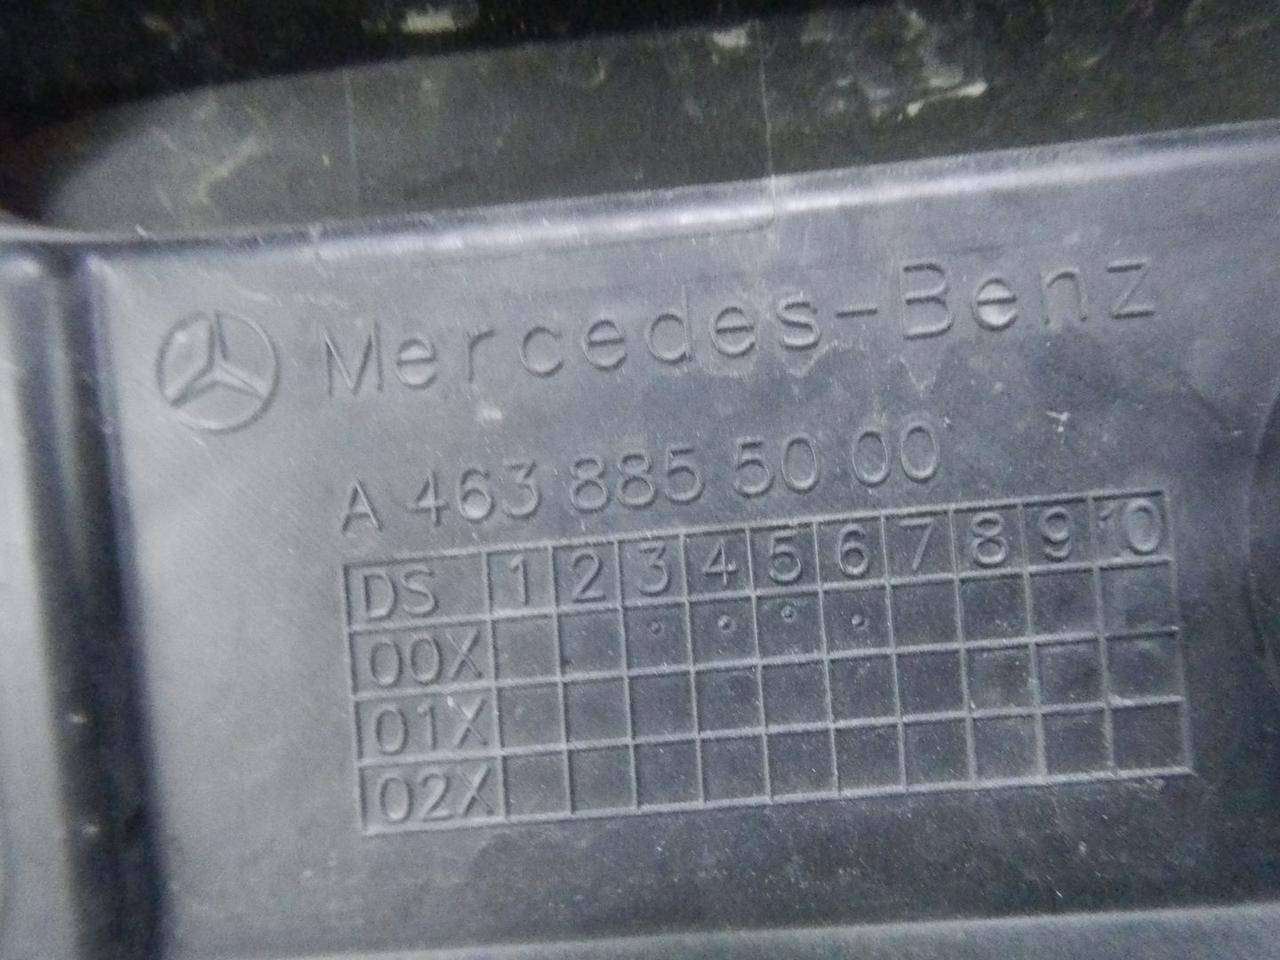 Mercedes-Benz
A 463 885 50 00
DS 1 2 3 4 5 6 7 8 9 10
00X
01X
02X